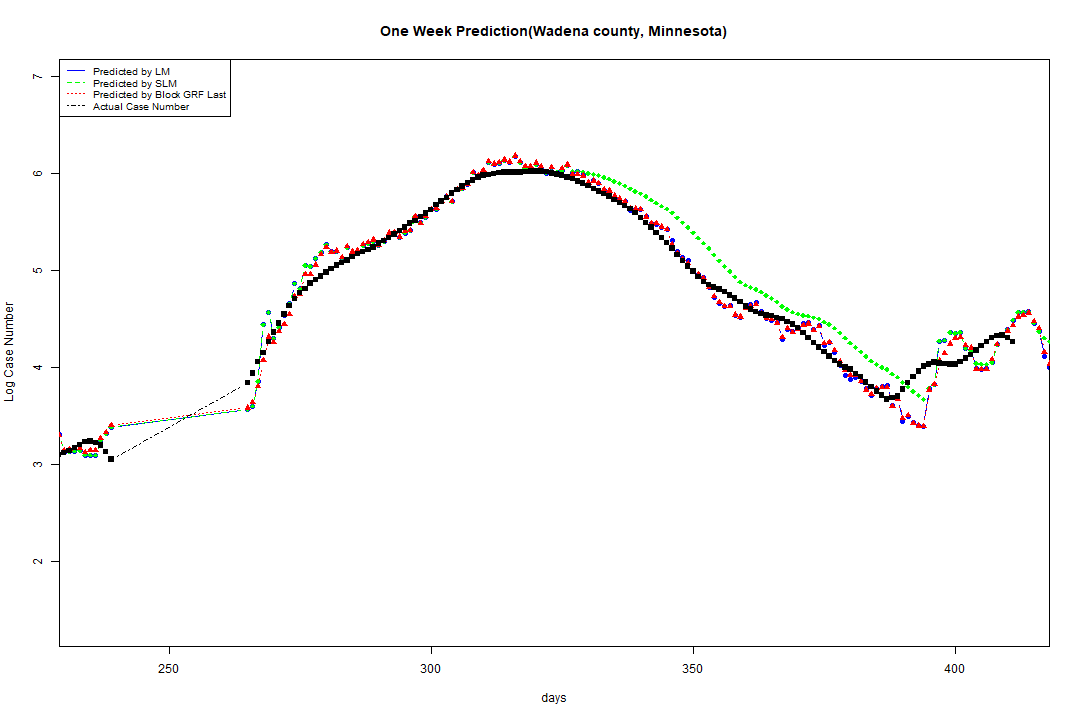 One Week Prediction(Wadena county, Minnesota)
Predicted by LM
Predicted by SLM
Predicted by Block GRF Last
Actual Case Number
7
6
5
4
3
2
Log Case Number
250 300 350 400
days